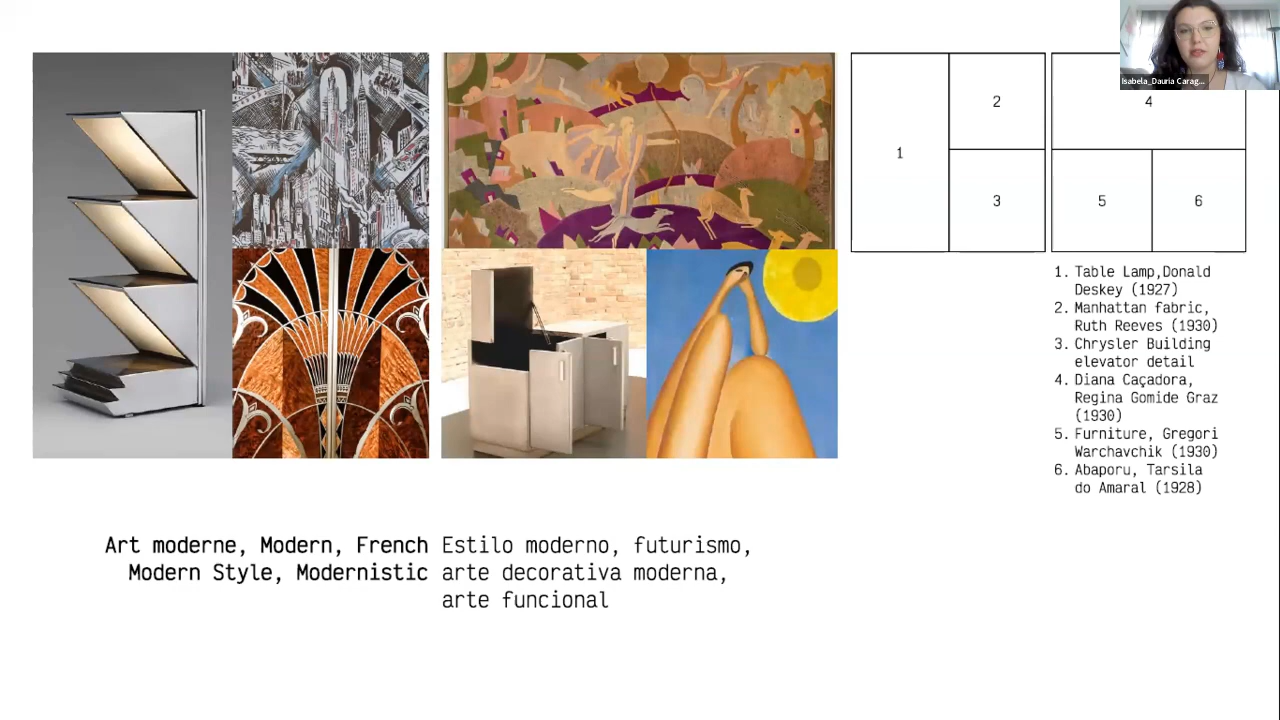 Isabela_Dauria Carag...
1
2
3
4
5
6
1. Table Lamp,Donald
Deskey (1927)
2. Manhattan fabric,
Ruth Reeves (1930)
3. Chrysler Building
elevator detail
4. Diana Caçadora,
Regina Gomide Graz
(1930)
5. Furniture, Gregori
Warchavchik (1930)
6. Abaporu, Tarsila
do Amaral (1928)
Art moderne, Modern, French
Modern Style, Modernistic
Estilo moderno, futurismo,
arte decorativa moderna,
arte funcional